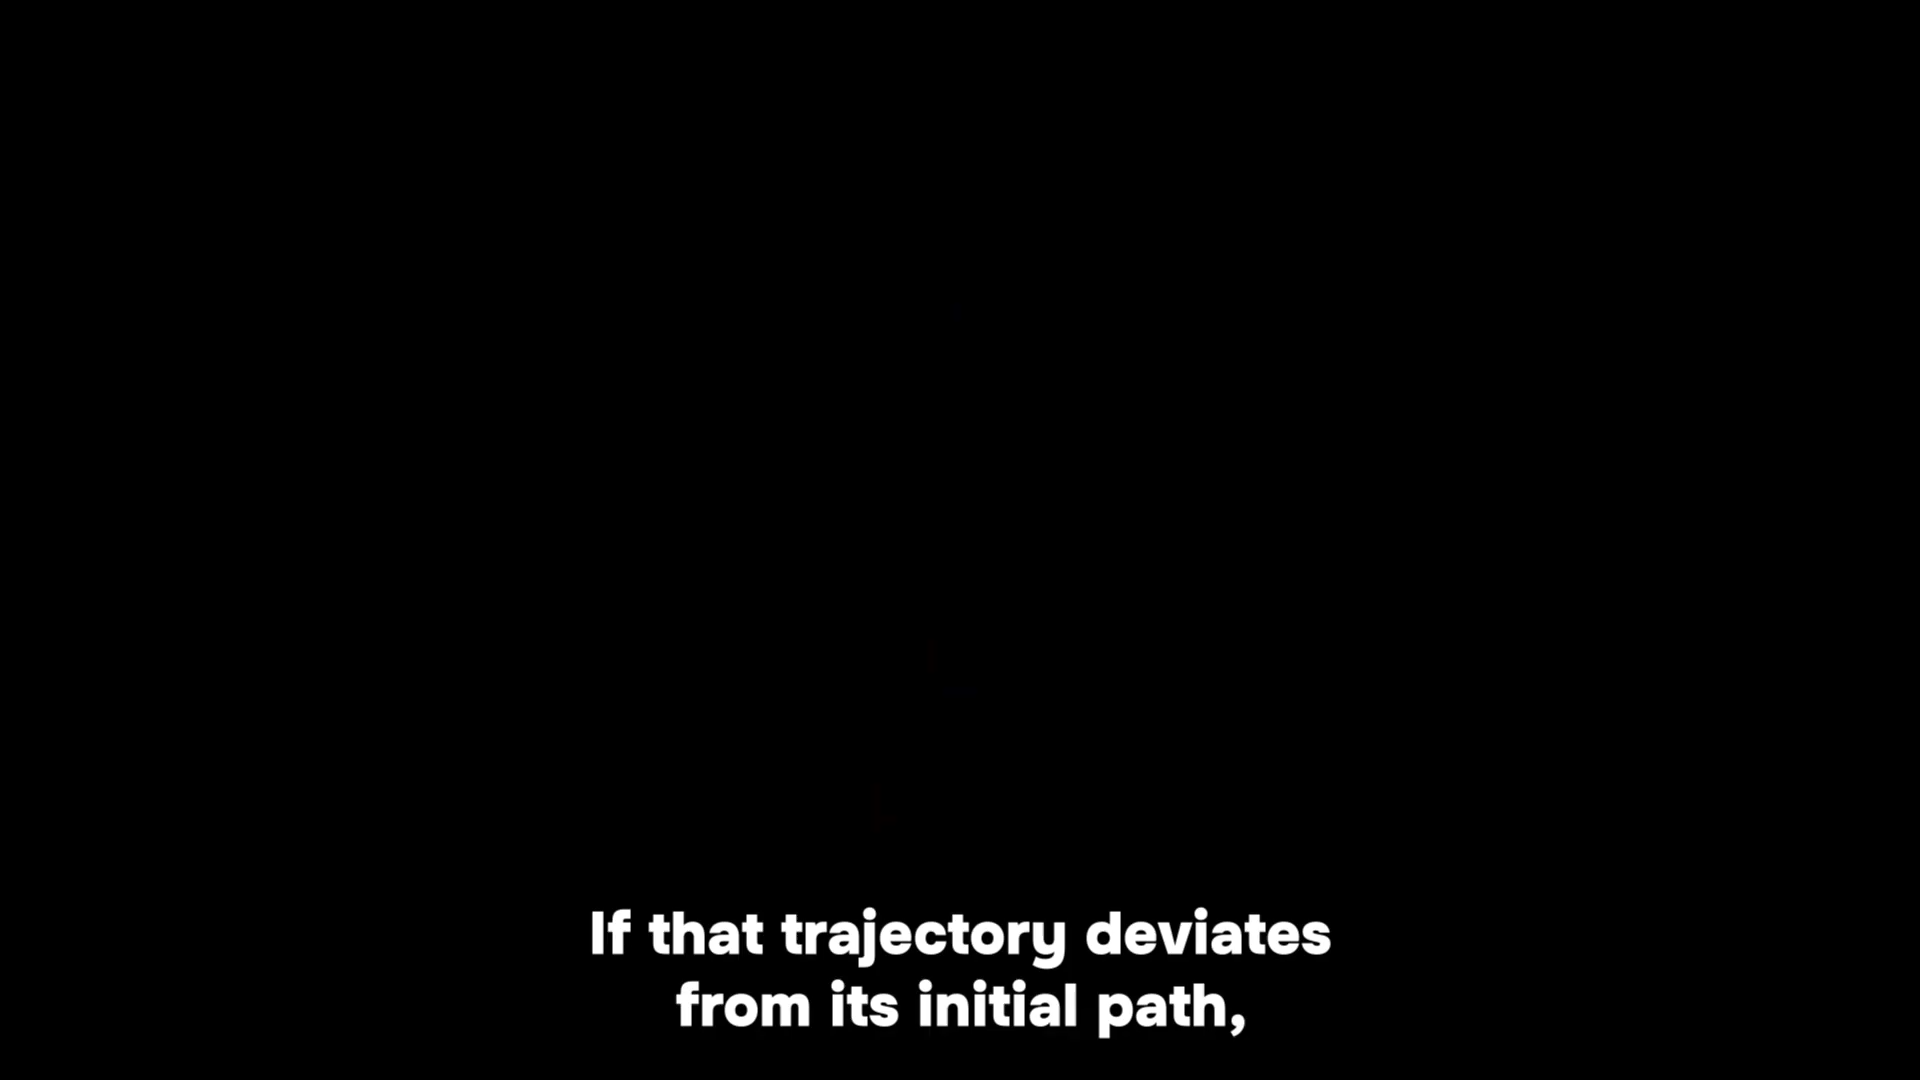 If that trajectory deviates
from its initial path,